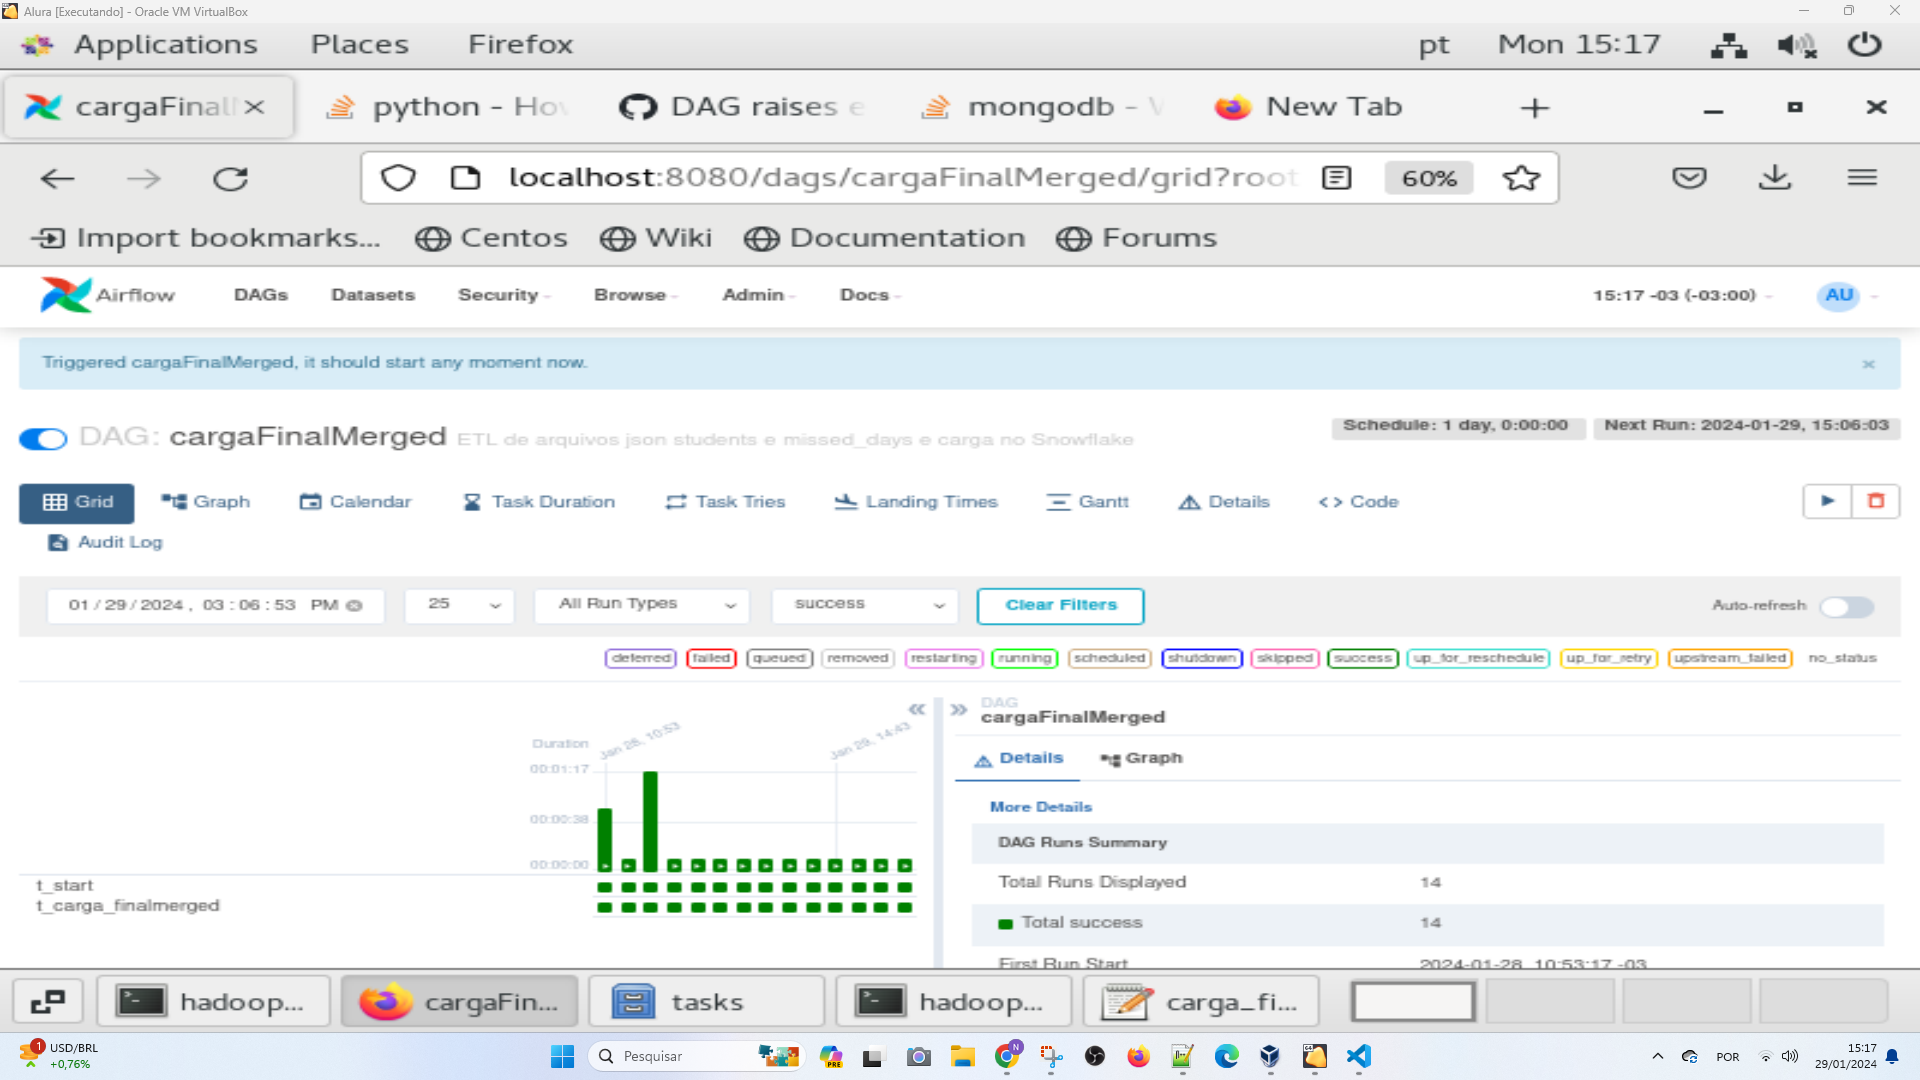 Alura [Executando] - Oracle VM VirtualBox
Applications Places Firefox pt Mon 15:17
cargaFinal python - Ho DAG raises e mongodb - New Tab
localhost:8080/dags/cargaFinalMerged/grid?root 60%
Import bookmarks... Centos Wiki Documentation Forums
Airflow DAGs Datasets Security Browse Admin Docs 15:17 -03 (-03:00) AU
Triggered cargaFinalMerged, it should start any moment now. ×
DAG: cargaFinalMerged ETL de arquivos json students e missed_days e carga no Snowflake Schedule: 1 day, 0:00:00 Next Run: 2024-01-29, 15:06:03
Grid Graph Calendar Task Duration Task Tries Landing Times Gantt Details <> Code
Audit Log
01/29/2024, 03:06:53 PM 25 All Run Types success Clear Filters Auto-refresh
deferred failed queued removed restarting running scheduled shutdown skipped success up_for_reschedule up_for_retry upstream_failed no_status
DAG
cargaFinalMerged
Duration Jan 28, 10:53 Jan 29, 14:43
Details Graph
00:01:17
00:00:38
00:00:00
More Details
DAG Runs Summary
Total Runs Displayed 14
Total success 14
First Run Start 2024-01-28, 10:53:17 -03
t_start
t_carga_finalmerged
hadoop... cargaFin... tasks hadoop... carga_fi...
1 USD/BRL
+0,76%
Pesquisar
PRE
N
64
POR
15:17
29/01/2024